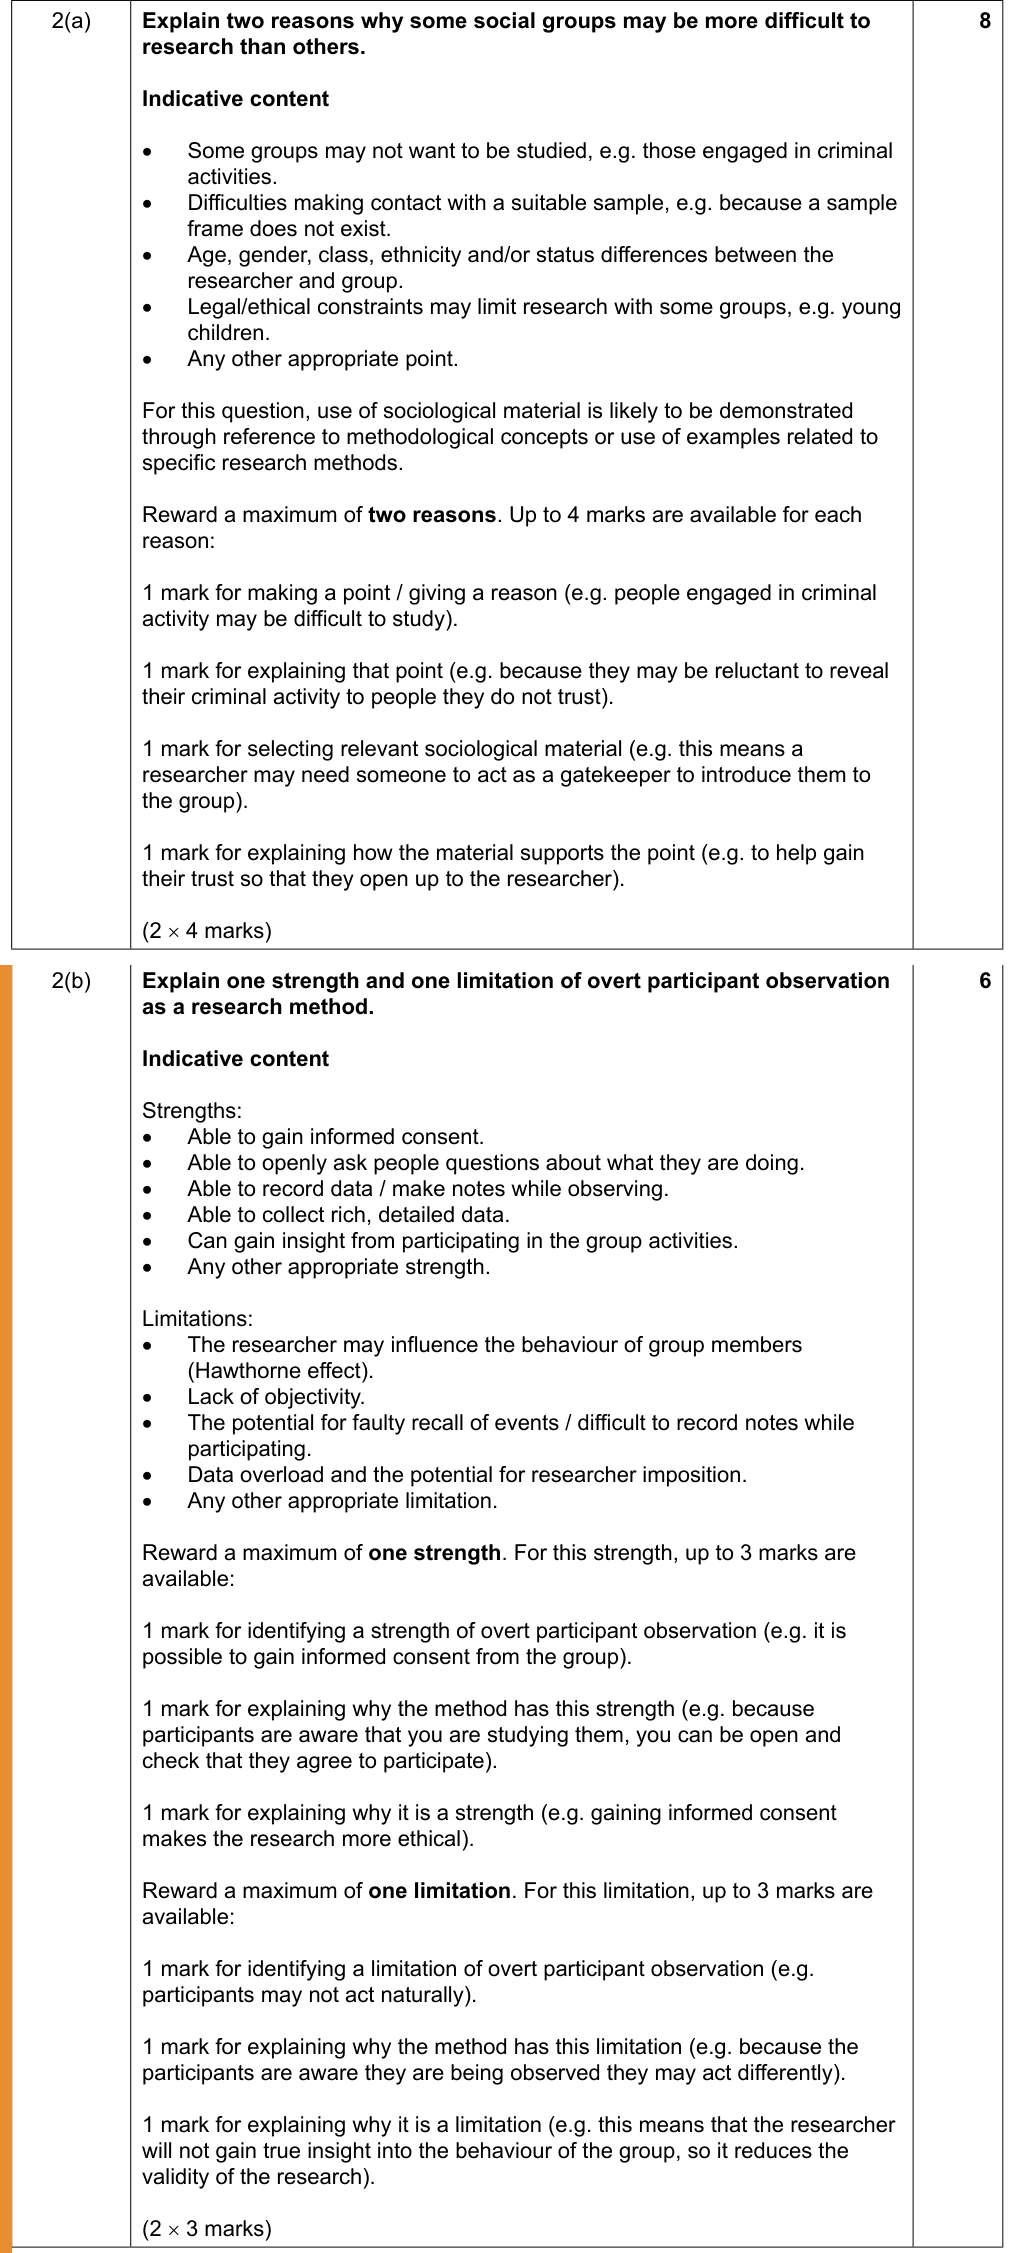 2(a)
Explain two reasons why some social groups may be more difficult to
research than others.
8
Indicative content
• Some groups may not want to be studied, e.g. those engaged in criminal
activities.
• Difficulties making contact with a suitable sample, e.g. because a sample
frame does not exist.
• Age, gender, class, ethnicity and/or status differences between the
researcher and group.
• Legal/ethical constraints may limit research with some groups, e.g. young
children.
• Any other appropriate point.
For this question, use of sociological material is likely to be demonstrated
through reference to methodological concepts or use of examples related to
specific research methods.
Reward a maximum of two reasons. Up to 4 marks are available for each
reason:
1 mark for making a point / giving a reason (e.g. people engaged in criminal
activity may be difficult to study).
1 mark for explaining that point (e.g. because they may be reluctant to reveal
their criminal activity to people they do not trust).
1 mark for selecting relevant sociological material (e.g. this means a
researcher may need someone to act as a gatekeeper to introduce them to
the group).
1 mark for explaining how the material supports the point (e.g. to help gain
their trust so that they open up to the researcher).
(2 × 4 marks)
2(b)
Explain one strength and one limitation of overt participant observation
as a research method.
6
Indicative content
Strengths:
• Able to gain informed consent.
• Able to openly ask people questions about what they are doing.
• Able to record data / make notes while observing.
• Able to collect rich, detailed data.
• Can gain insight from participating in the group activities.
• Any other appropriate strength.
Limitations:
• The researcher may influence the behaviour of group members
(Hawthorne effect).
• Lack of objectivity.
• The potential for faulty recall of events / difficult to record notes while
participating.
• Data overload and the potential for researcher imposition.
• Any other appropriate limitation.
Reward a maximum of one strength. For this strength, up to 3 marks are
available:
1 mark for identifying a strength of overt participant observation (e.g. it is
possible to gain informed consent from the group).
1 mark for explaining why the method has this strength (e.g. because
participants are aware that you are studying them, you can be open and
check that they agree to participate).
1 mark for explaining why it is a strength (e.g. gaining informed consent
makes the research more ethical).
Reward a maximum of one limitation. For this limitation, up to 3 marks are
available:
1 mark for identifying a limitation of overt participant observation (e.g.
participants may not act naturally).
1 mark for explaining why the method has this limitation (e.g. because the
participants are aware they are being observed they may act differently).
1 mark for explaining why it is a limitation (e.g. this means that the researcher
will not gain true insight into the behaviour of the group, so it reduces the
validity of the research).
(2 × 3 marks)